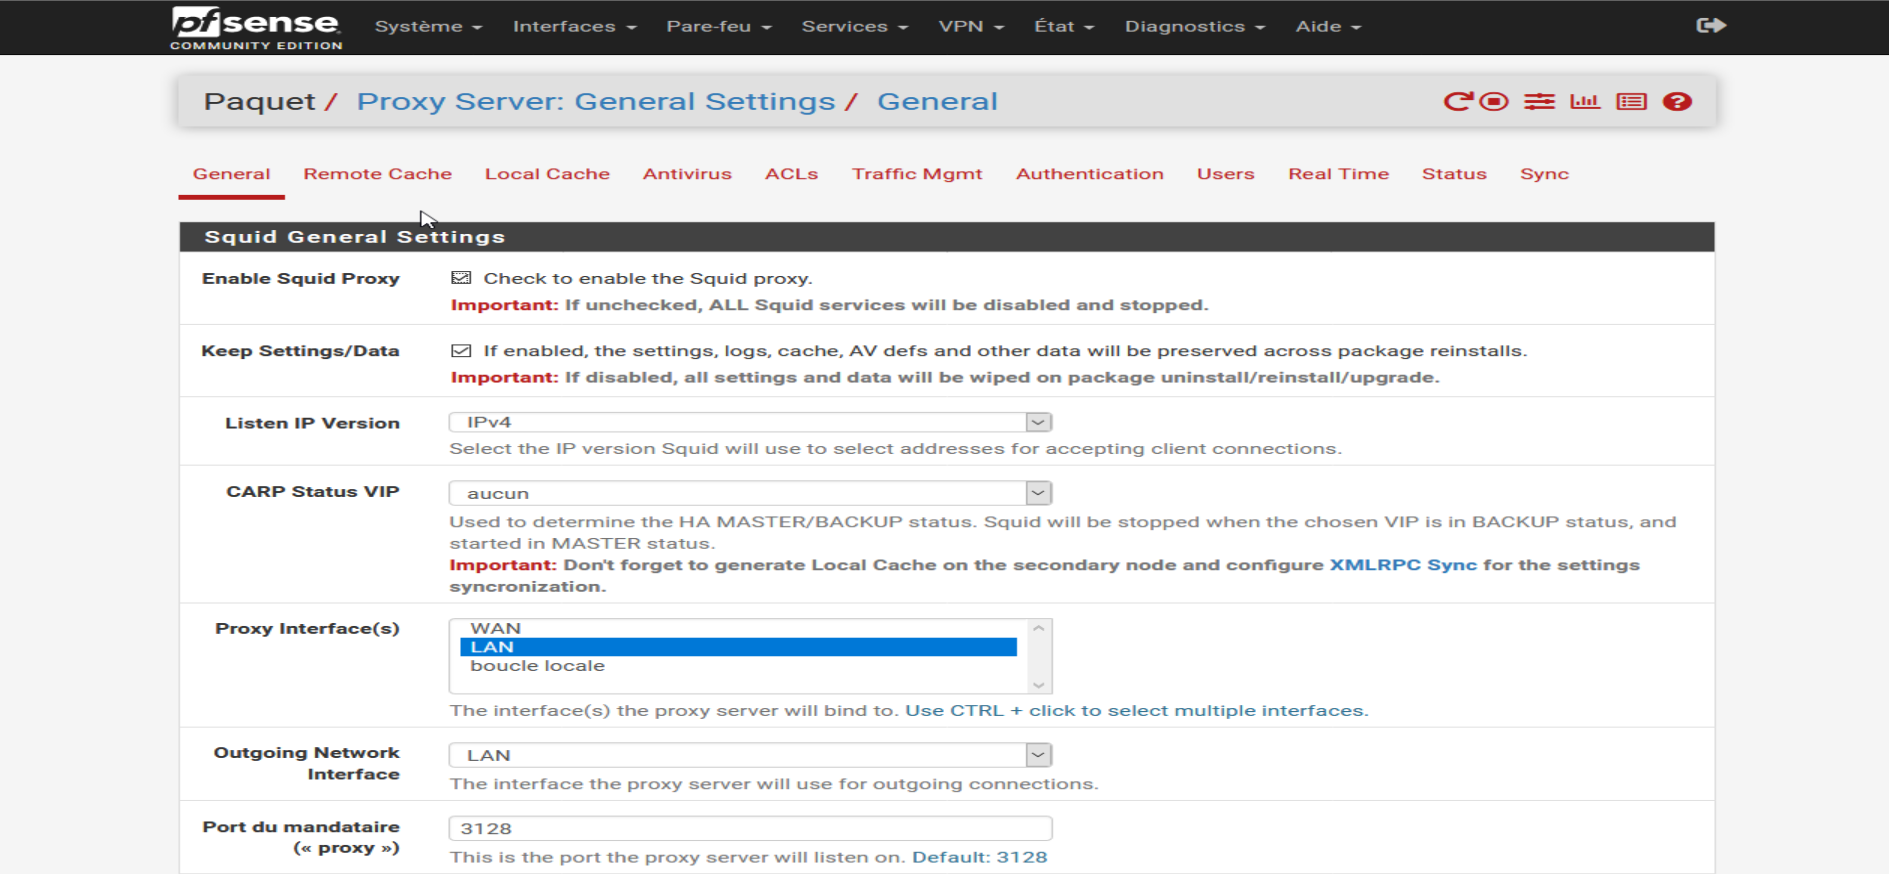 pfsense
COMMUNITY EDITION
Système
Interfaces
Pare-feu
Services
VPN
État
Diagnostics
Aide
Paquet / Proxy Server: General Settings / General
General
Remote Cache
Local Cache
Antivirus
ACLs
Traffic Mgmt
Authentication
Users
Real Time
Status
Sync
Squid General Settings
Enable Squid Proxy
Check to enable the Squid proxy.
Important: If unchecked, ALL Squid services will be disabled and stopped.
Keep Settings/Data
If enabled, the settings, logs, cache, AV defs and other data will be preserved across package reinstalls.
Important: If disabled, all settings and data will be wiped on package uninstall/reinstall/upgrade.
Listen IP Version
IPv4
Select the IP version Squid will use to select addresses for accepting client connections.
CARP Status VIP
aucun
Used to determine the HA MASTER/BACKUP status. Squid will be stopped when the chosen VIP is in BACKUP status, and
started in MASTER status.
Important: Don't forget to generate Local Cache on the secondary node and configure XMLRPC Sync for the settings
syncronization.
Proxy Interface(s)
WAN
LAN
boucle locale
The interface(s) the proxy server will bind to. Use CTRL + click to select multiple interfaces.
Outgoing Network
Interface
LAN
The interface the proxy server will use for outgoing connections.
Port du mandataire
(« proxy »)
3128
This is the port the proxy server will listen on. Default: 3128